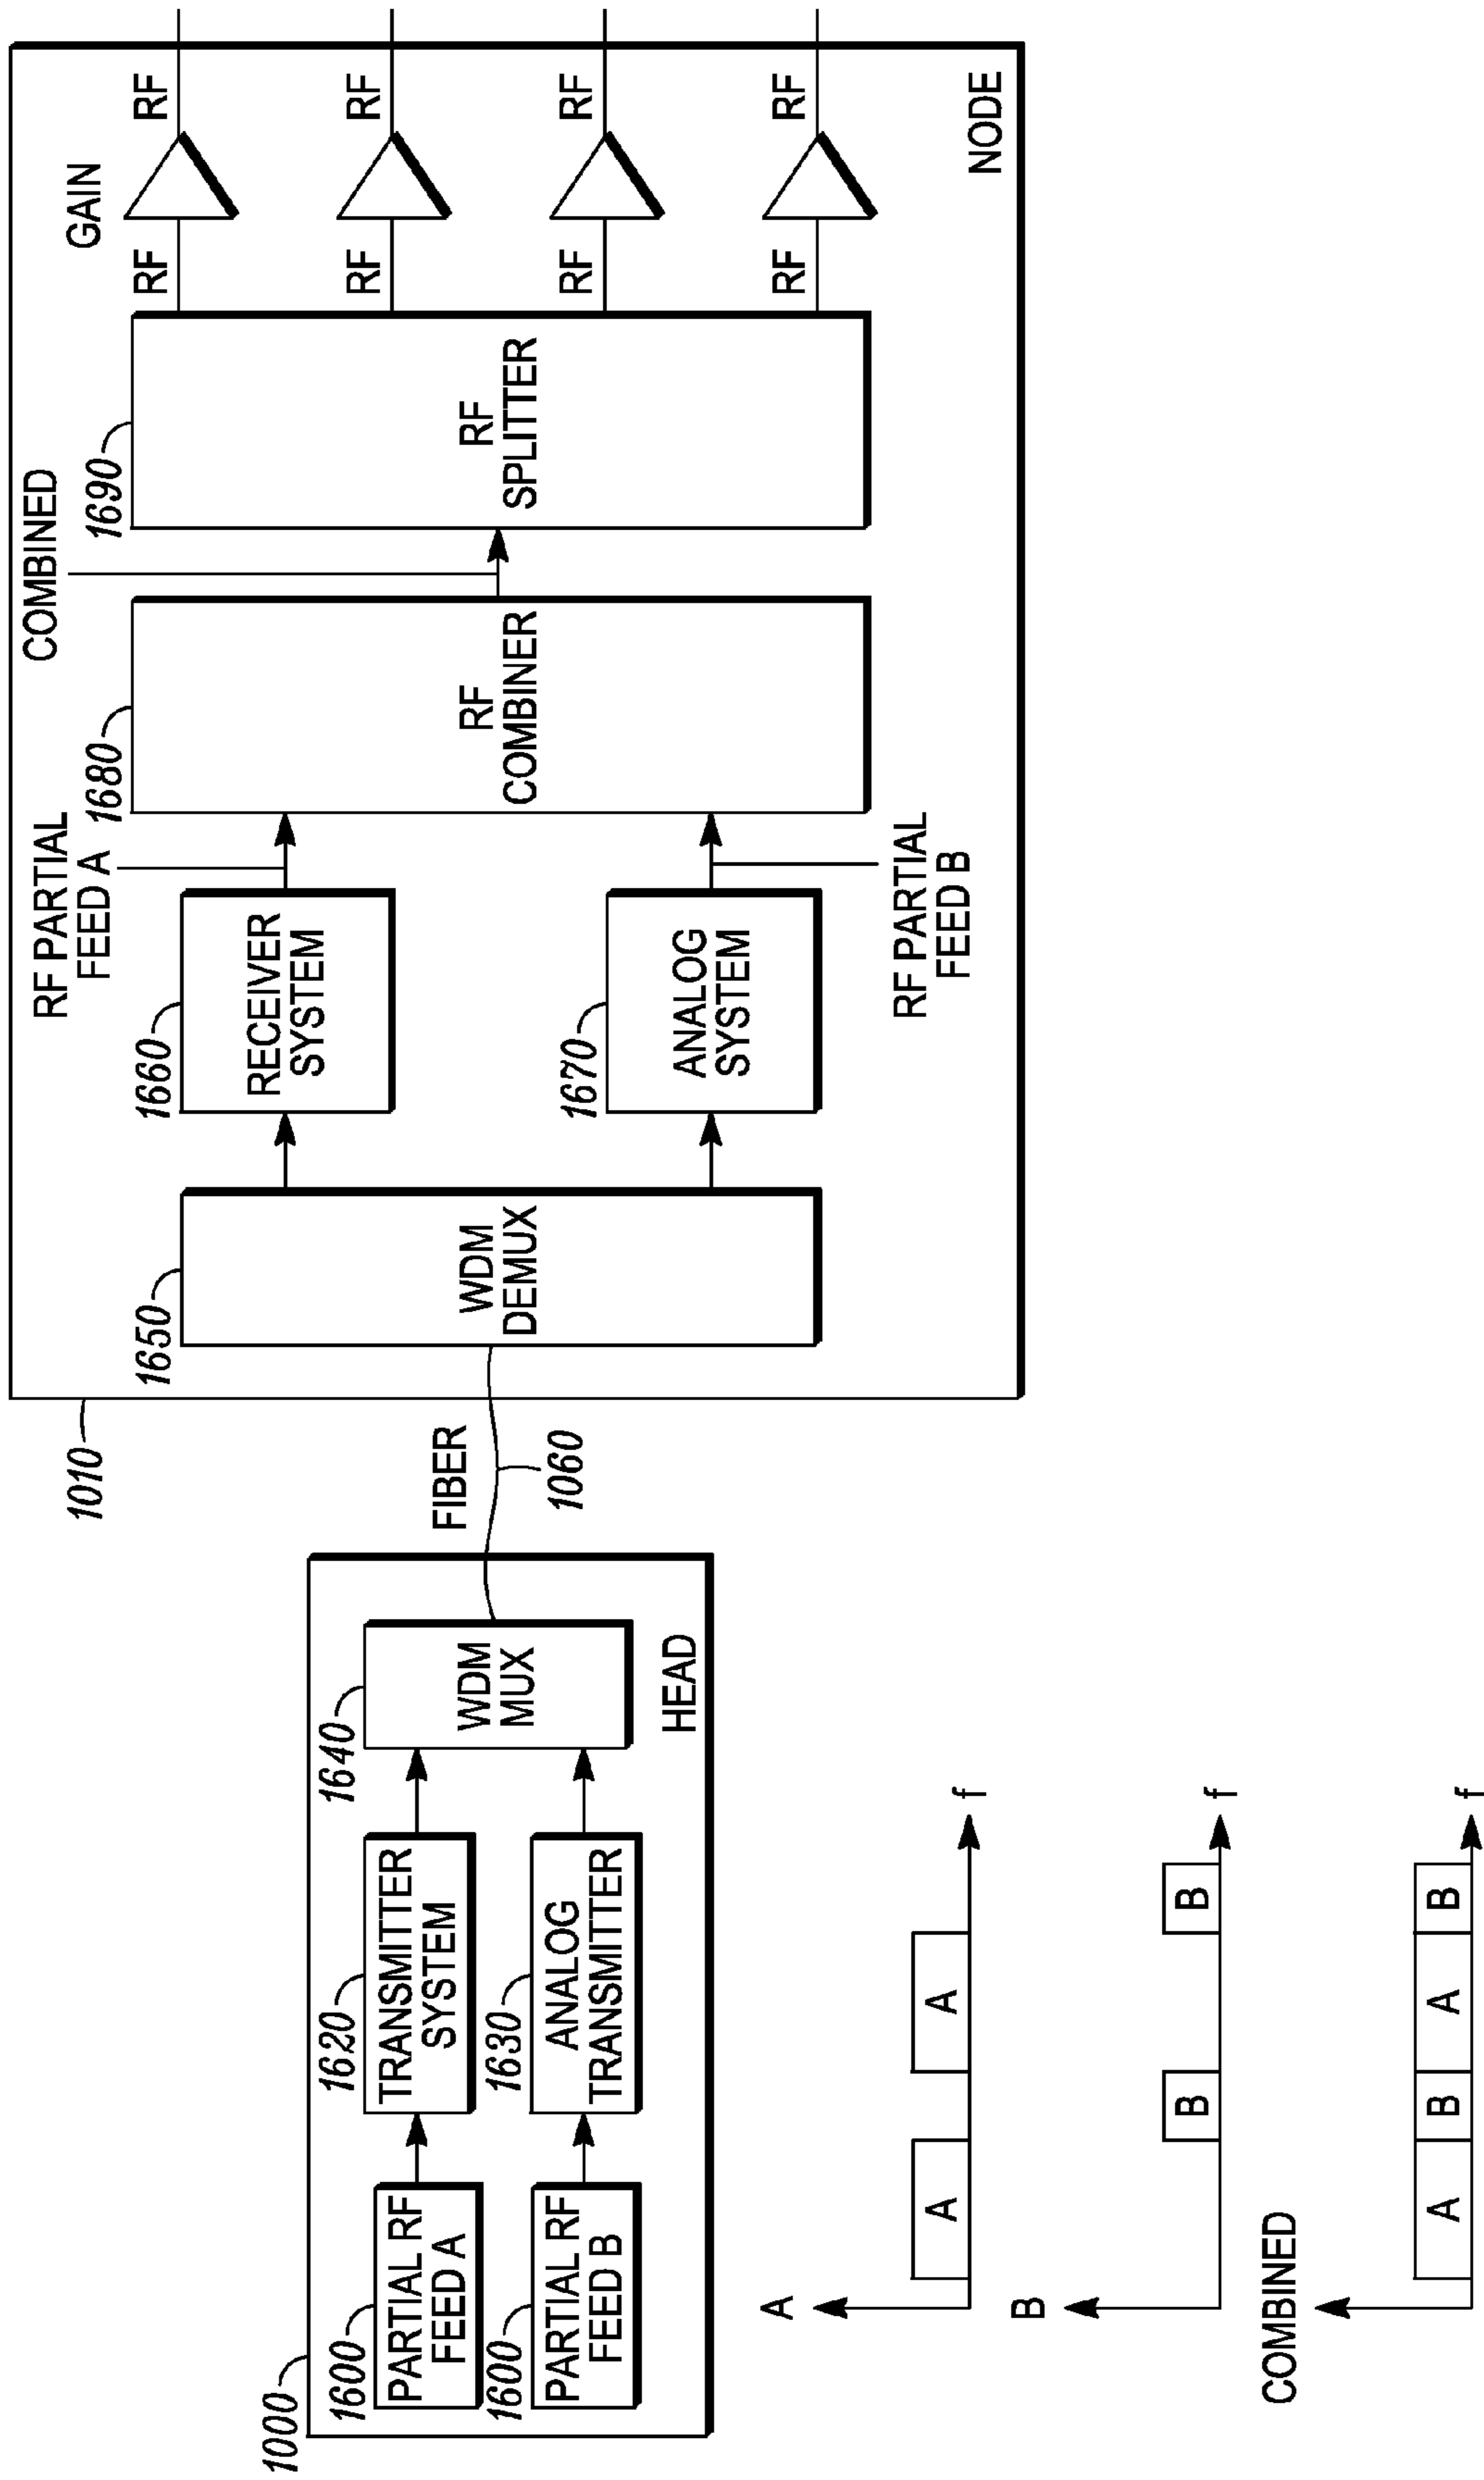 1000
1600
PARTIAL RF
FEED A
1600
PARTIAL RF
FEED B
1620
TRANSMITTER
SYSTEM
1630
ANALOG
TRANSMITTER
1640
WDM
MUX
HEAD
FIBER
1060
1010
1650
WDM
DEMUX
1660
RECEIVER
SYSTEM
1670
ANALOG
SYSTEM
RF PARTIAL
FEED A
RF PARTIAL
FEED B
1680
RF
COMBINER
COMBINED
1690
RF
SPLITTER
GAIN
RF
RF
RF
RF
RF
RF
RF
RF
NODE
A
A
A
f
B
B
B
f
COMBINED
A
B
A
B
f